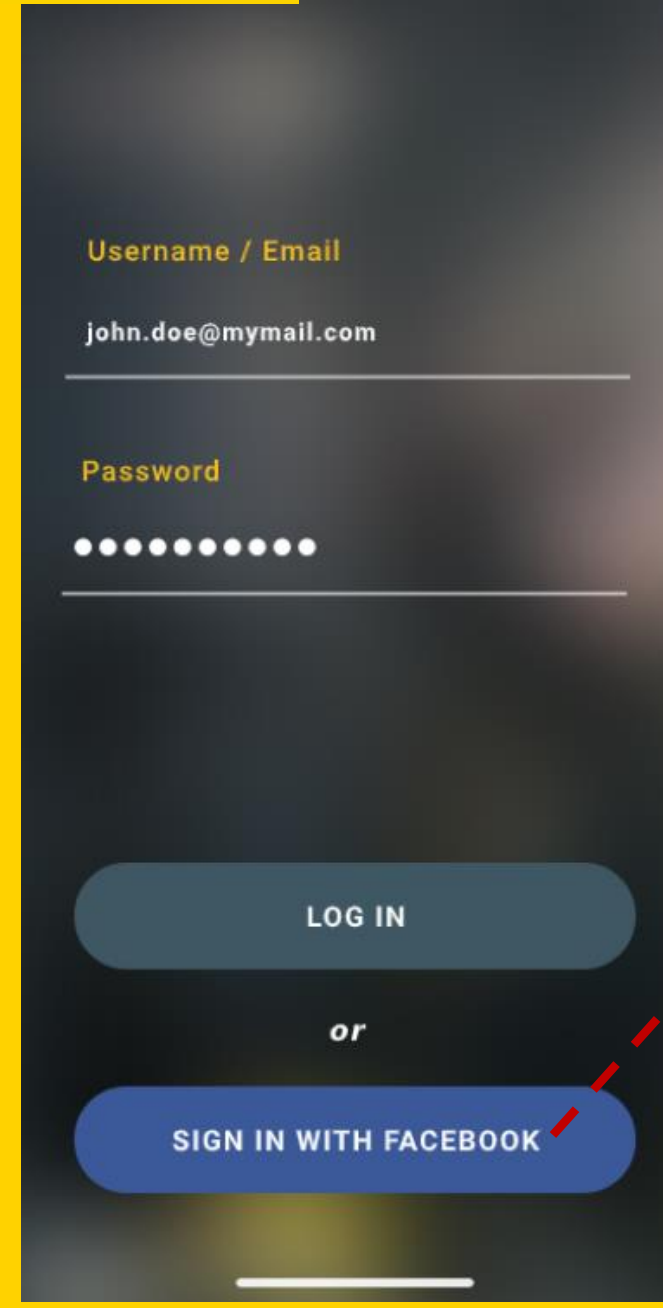 Username / Email
john.doe@mymail.com
Password
●●●●●●●●●●
LOG IN
or
SIGN IN WITH FACEBOOK